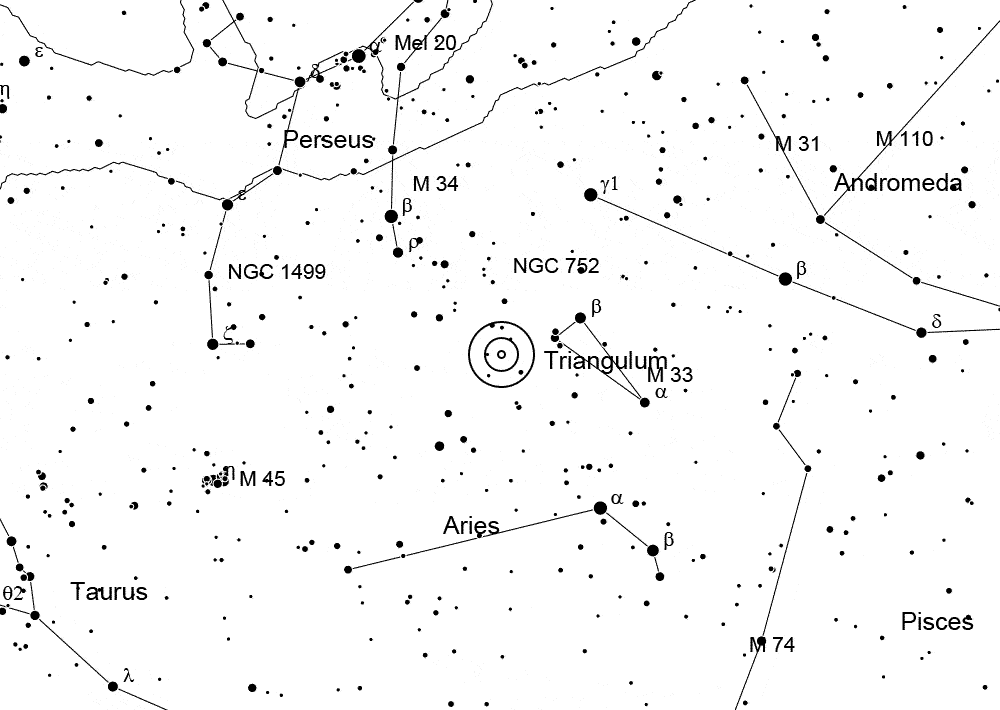 α
Mel 20
ε
δ
η
Perseus
M 31
M 110
Andromeda
M 34
γ1
ε
β
ρ
NGC 1499
NGC 752
β
β
δ
ζ
Triangulum
M 33
α
η
M 45
α
Aries
β
θ2
Taurus
Pisces
M 74
λ